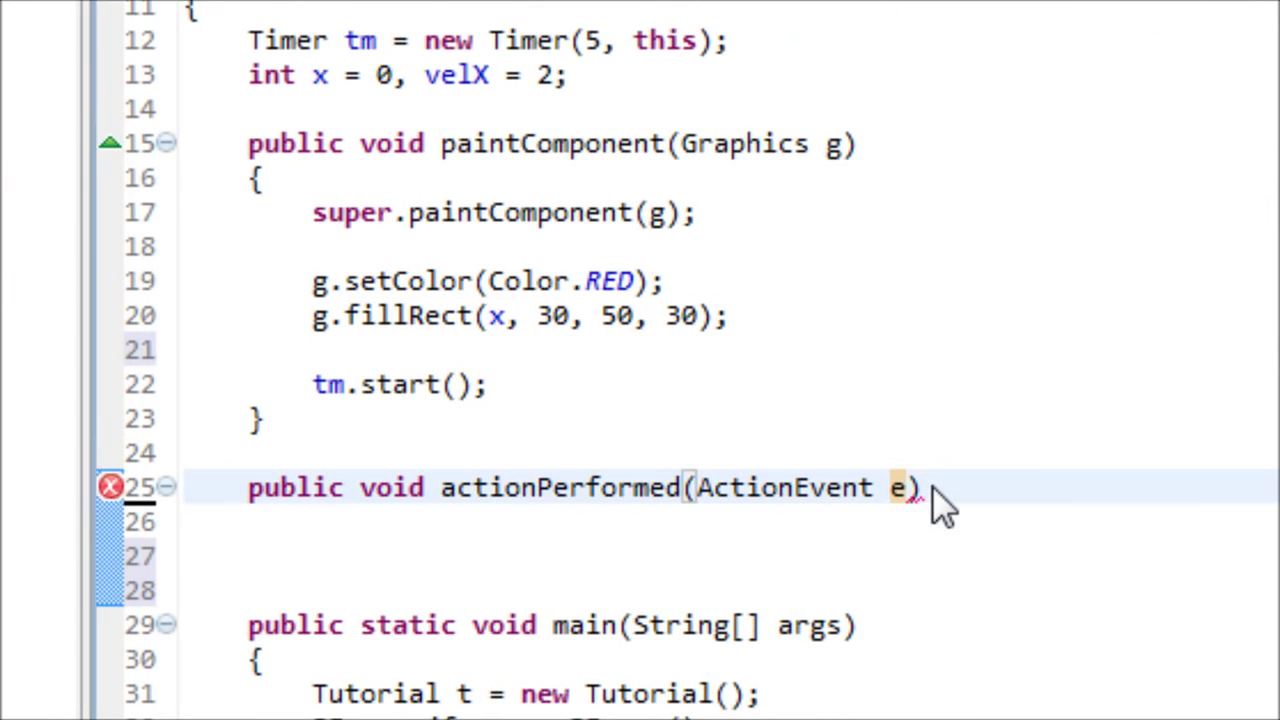 11 {
12 Timer tm = new Timer(5, this);
13 int x = 0, velX = 2;
14
15 public void paintComponent(Graphics g)
16 {
17 super.paintComponent(g);
18
19 g.setColor(Color.RED);
20 g.fillRect(x, 30, 50, 30);
21
22 tm.start();
23 }
24
25 public void actionPerformed(ActionEvent e)
26
27
28
29 public static void main(String[] args)
30 {
31 Tutorial t = new Tutorial();